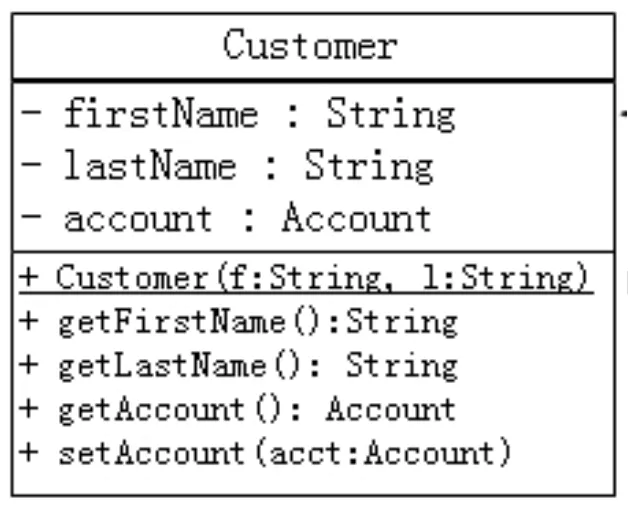 Customer
- firstName : String
- lastName : String
- account : Account
+ Customer(f:String, l:String)
+ getFirstName():String
+ getLastName(): String
+ getAccount(): Account
+ setAccount(acct:Account)